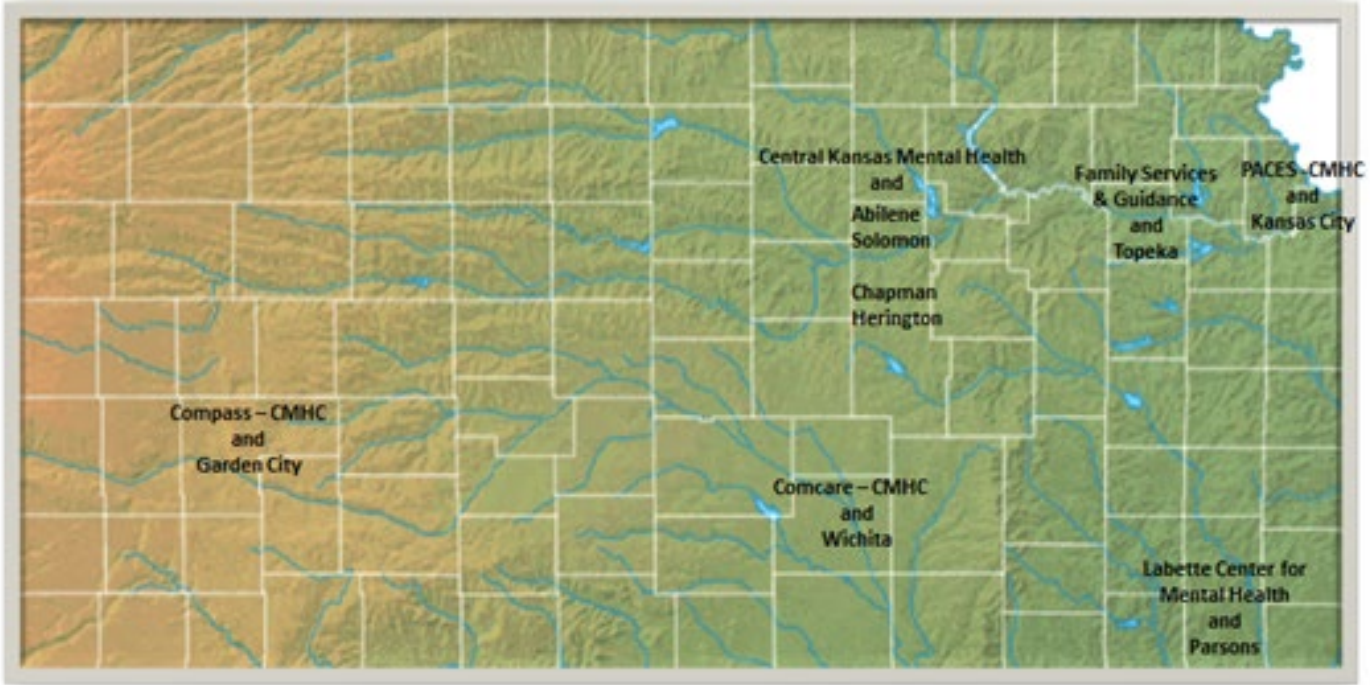 Central Kansas Mental Health
and
Abilene
Solomon
Chapman
Herington
Family Services
& Guidance
and
Topeka
PACES -CMHC
and
Kansas City
Compass – CMHC
and
Garden City
Comcare – CMHC
and
Wichita
Labette Center for
Mental Health
and
Parsons